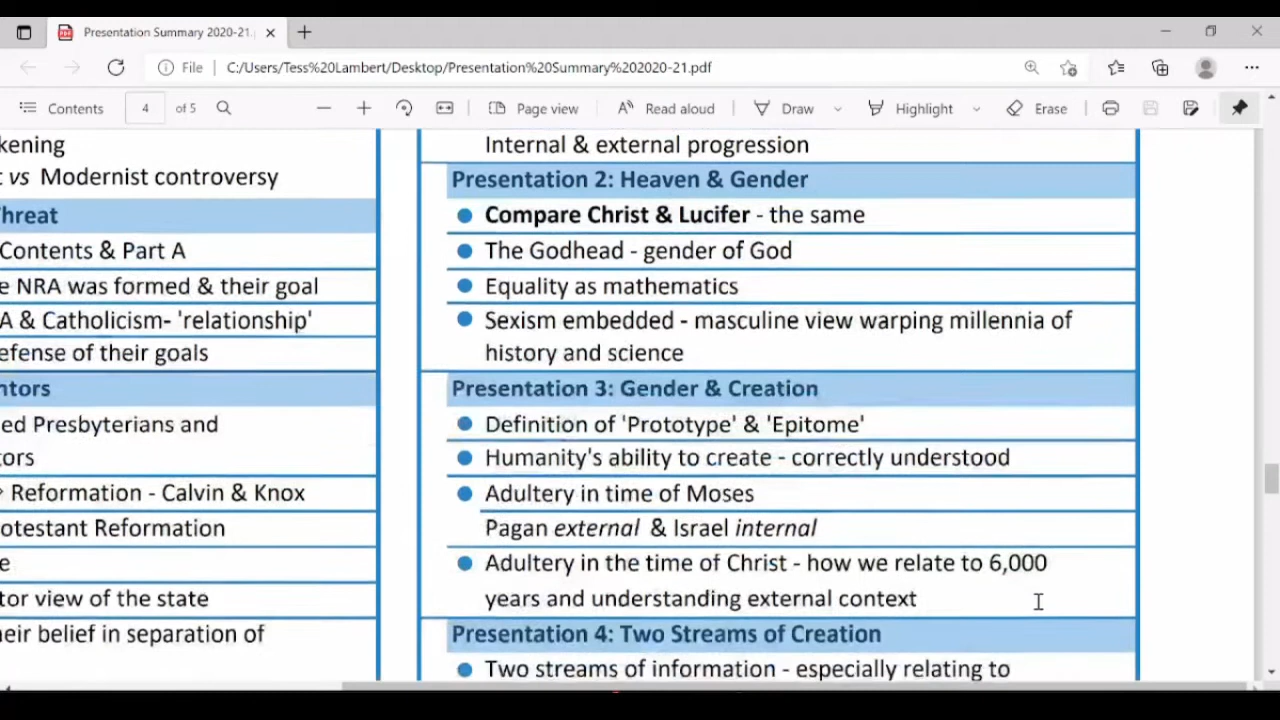 Presentation Summary 2020-21.
File
C:/Users/Tess%20Lambert/Desktop/Presentation%20Summary%202020-21.pdf
Contents
4
of 5
Page view
Read aloud
Draw
Highlight
Erase
kening
t vs Modernist controversy
Threat
Contents & Part A
e NRA was formed & their goal
A & Catholicism- 'relationship'
efense of their goals
ntors
ed Presbyterians and
tors
Reformation - Calvin & Knox
otestant Reformation
e
tor view of the state
heir belief in separation of
Internal & external progression
Presentation 2: Heaven & Gender
Compare Christ & Lucifer - the same
The Godhead - gender of God
Equality as mathematics
Sexism embedded - masculine view warping millennia of
history and science
Presentation 3: Gender & Creation
Definition of 'Prototype' & 'Epitome'
Humanity's ability to create - correctly understood
Adultery in time of Moses
Pagan external & Israel internal
Adultery in the time of Christ - how we relate to 6,000
years and understanding external context
Presentation 4: Two Streams of Creation
Two streams of information - especially relating to